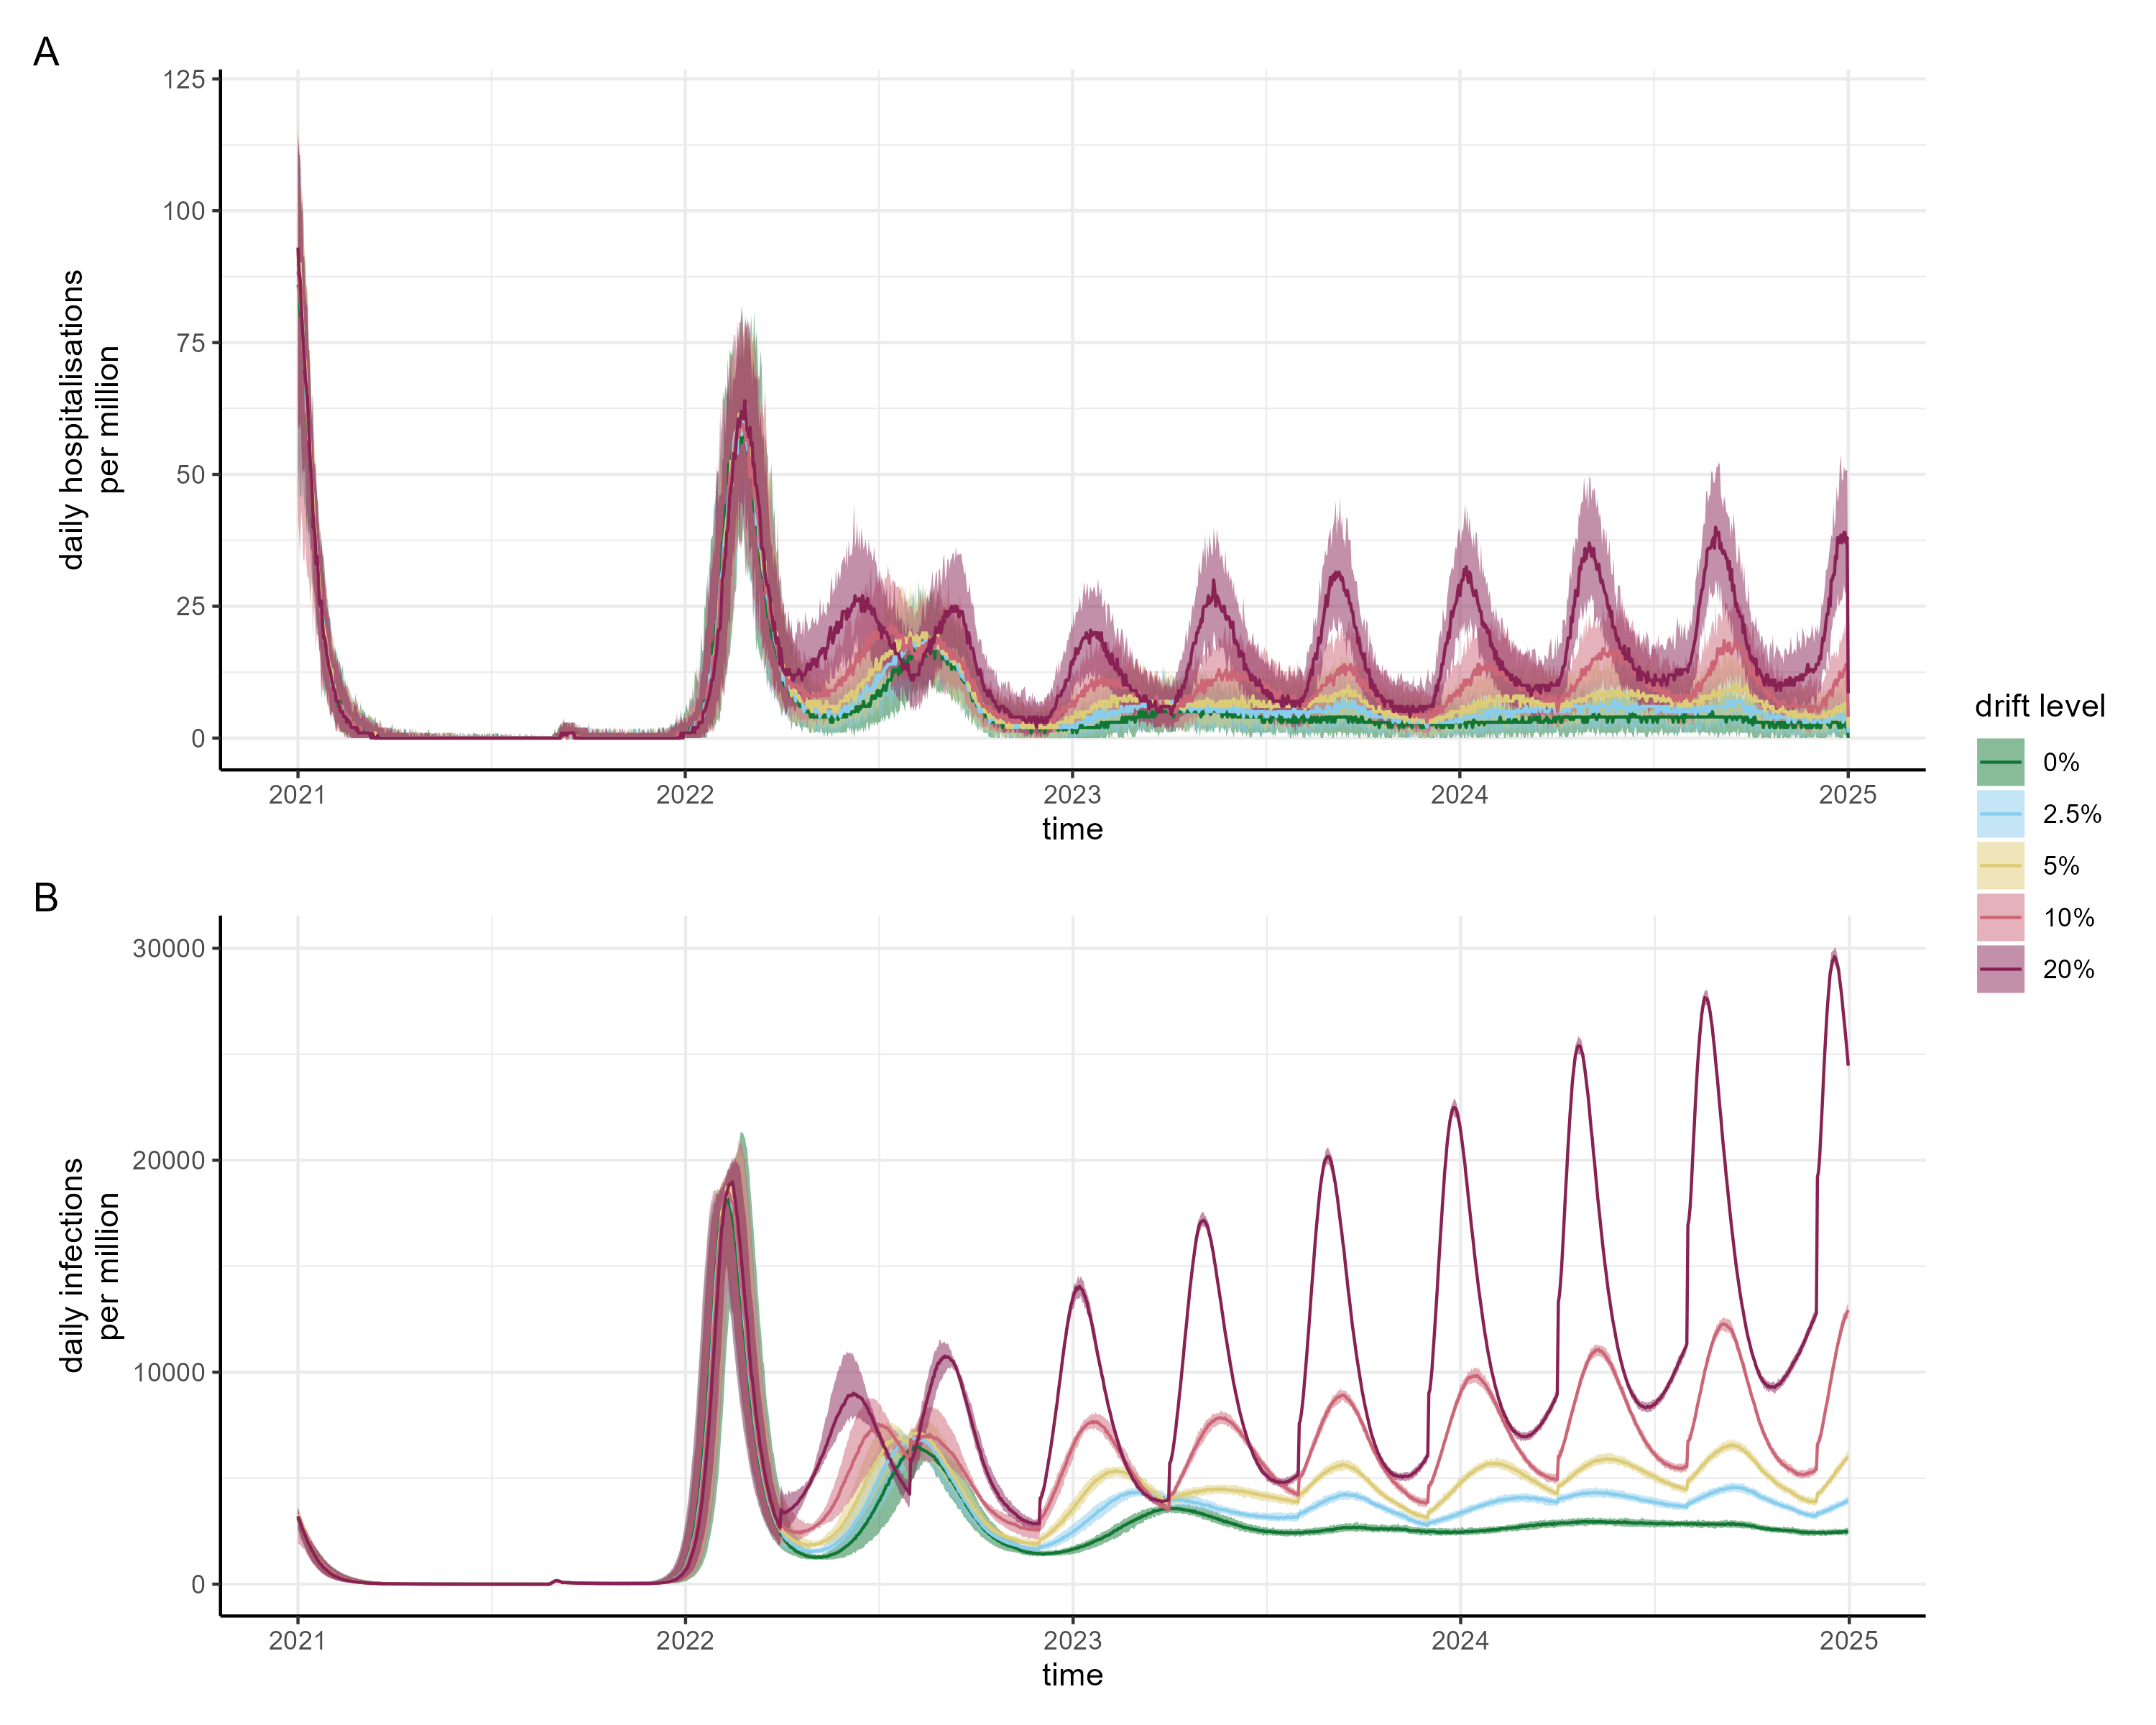 A
125
100
75
50
25
0
daily hospitalisations
per million
2021 2022 2023 2024 2025
time
B
30000
20000
10000
0
daily infections
per million
2021 2022 2023 2024 2025
time
drift level
0%
2.5%
5%
10%
20%